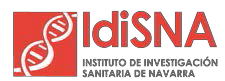 IdiSNA
INSTITUTO DE INVESTIGACIÓN
SANITARIA DE NAVARRA